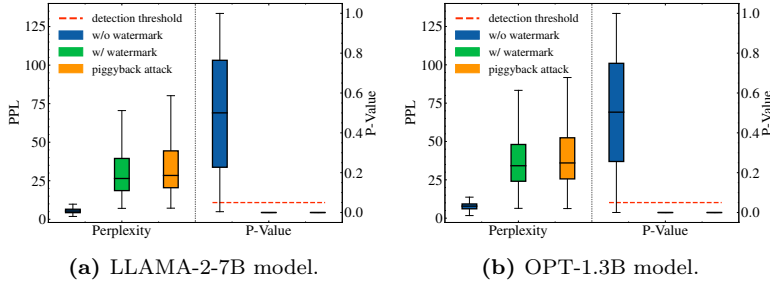 detection threshold
w/o watermark
w/ watermark
piggyback attack
PPL
125
100
75
50
25
0
1.0
0.8
0.6
0.4
0.2
0.0
P-Value
Perplexity
P-Value
(a) LLAMA-2-7B model.
detection threshold
w/o watermark
w/ watermark
piggyback attack
PPL
125
100
75
50
25
0
1.0
0.8
0.6
0.4
0.2
0.0
P-Value
Perplexity
P-Value
(b) OPT-1.3B model.